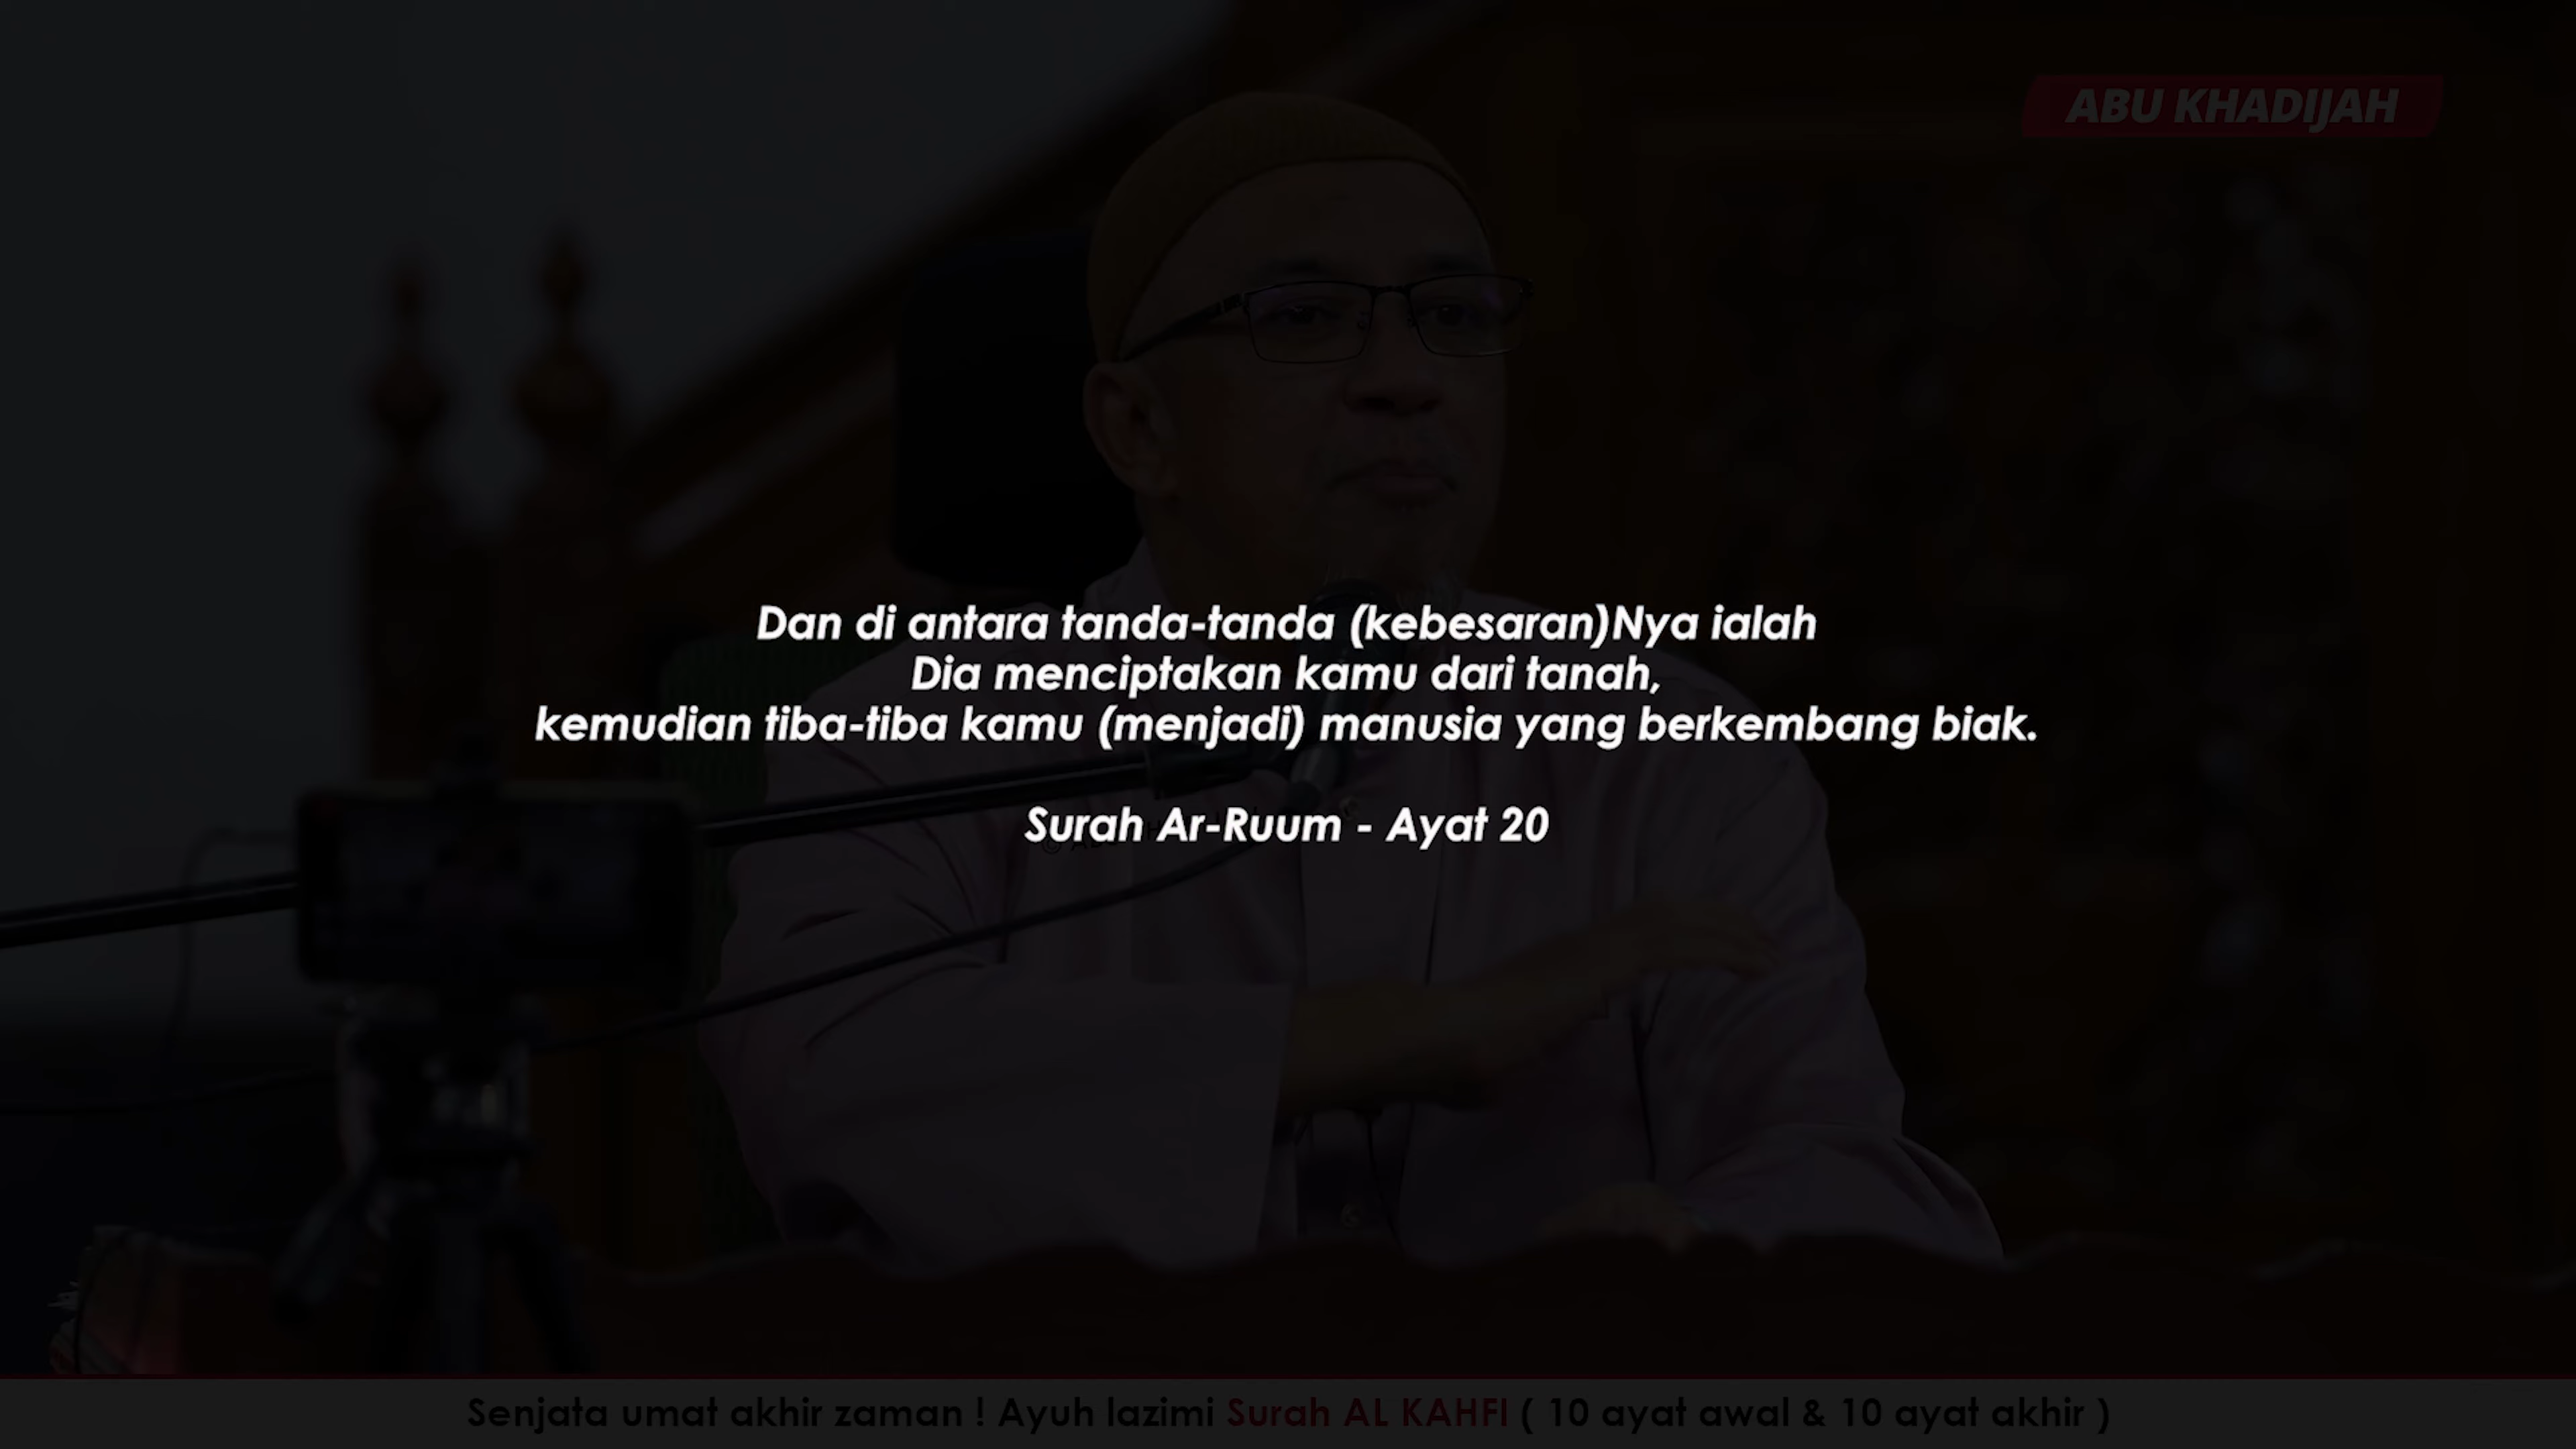 ABU KHADIJAH
Dan di antara tanda-tanda (kebesaran)Nya ialah
Dia menciptakan kamu dari tanah,
kemudian tiba-tiba kamu (menjadi) manusia yang berkembang biak.
Surah Ar-Ruum - Ayat 20
Senjata umat akhir zaman ! Ayuh lazimi Surah AL KAHFI ( 10 ayat awal & 10 ayat akhir )